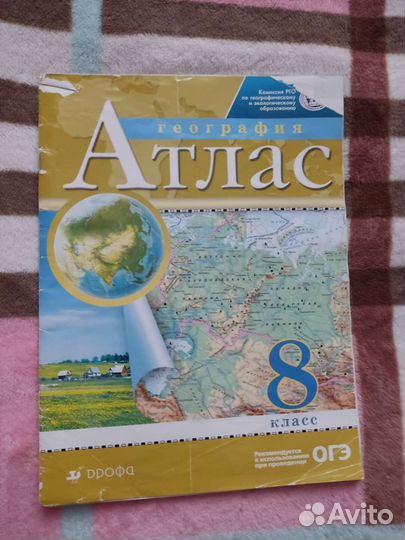 Комиссия РГО
по географическому
и экологическому
образованию
география
Атлас
8
класс
Рекомендуется
к использованию
при проведении
ОГЭ
дрофа
Avito